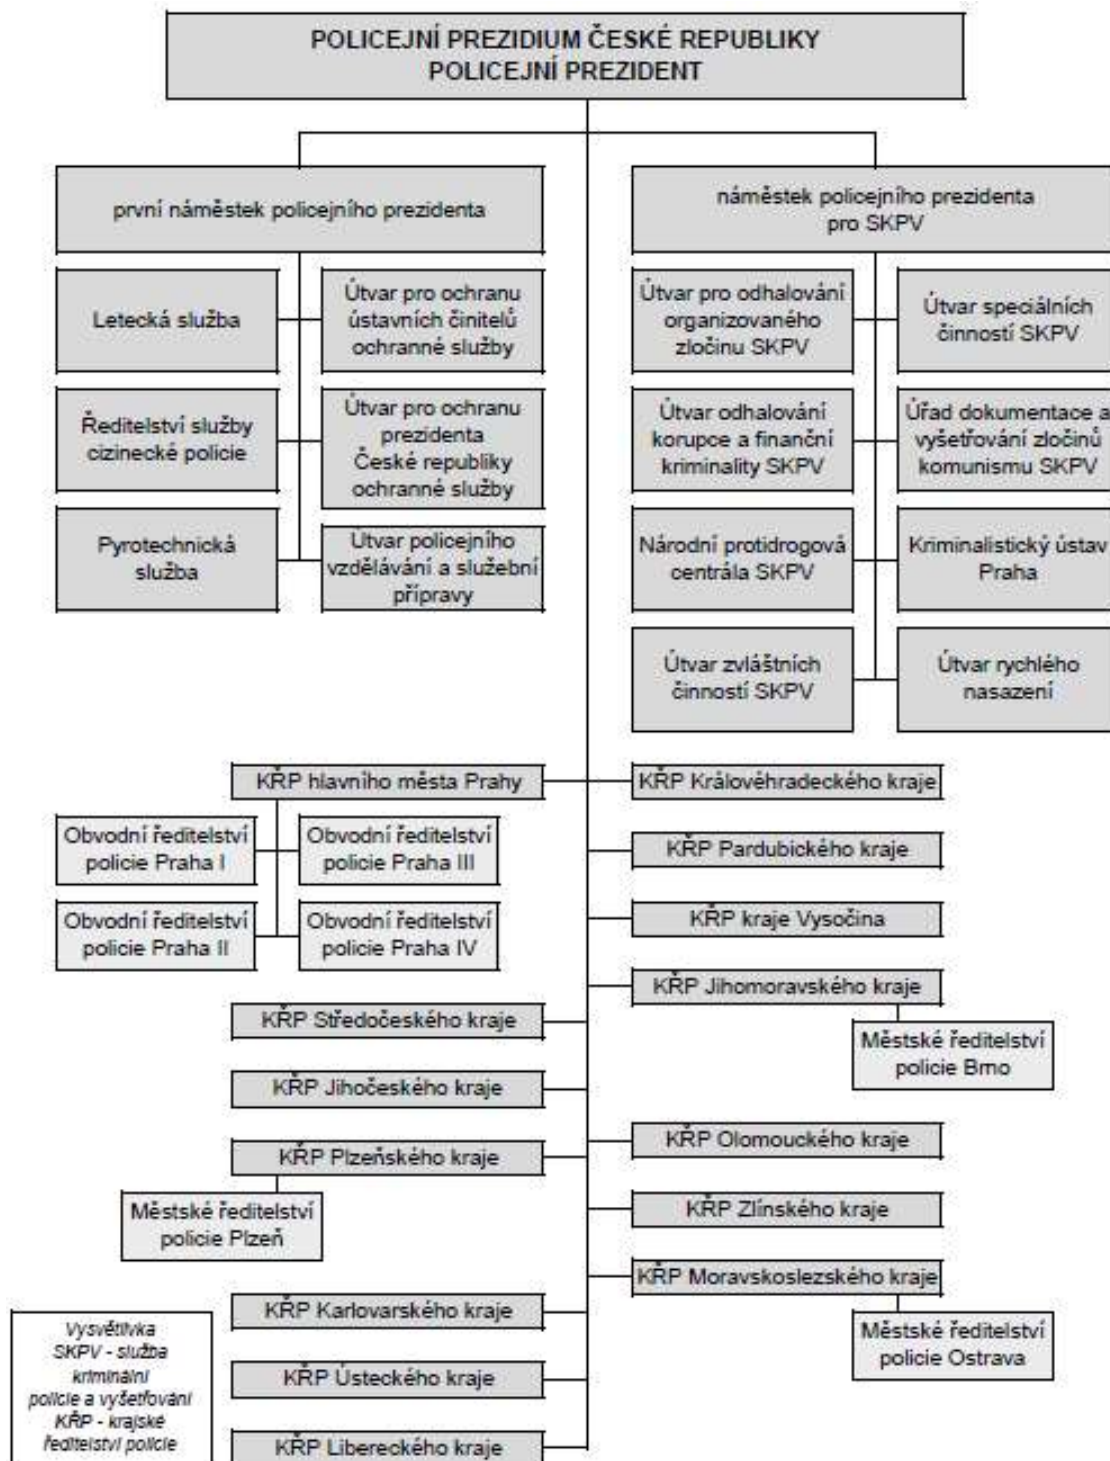 POLICEJNÍ PREZIDIUM ČESKÉ REPUBLIKY
POLICEJNÍ PREZIDENT
první náměstek policejního prezidenta
náměstek policejního prezidenta
pro SKPV
Letecká služba
Útvar pro ochranu
ústavních činitelů
ochranné služby
Útvar pro odhalování
organizovaného
zločinu SKPV
Útvar speciálních
činností SKPV
Ředitelství služby
cizinecké policie
Útvar pro ochranu
prezidenta
České republiky
ochranné služby
Útvar odhalování
korupce a finanční
kriminality SKPV
Úřad dokumentace a
vyšetřování zločinů
komunismu SKPV
Pyrotechnická
služba
Útvar policejního
vzdělávání a služební
přípravy
Národní protidrogová
centrála SKPV
Kriminalistický ústav
Praha
Útvar zvláštních
činností SKPV
Útvar rychlého
nasazení
KŘP hlavního města Prahy
KŘP Královéhradeckého kraje
Obvodní ředitelství
policie Praha I
Obvodní ředitelství
policie Praha III
KŘP Pardubického kraje
Obvodní ředitelství
policie Praha II
Obvodní ředitelství
policie Praha IV
KŘP kraje Vysočina
KŘP Jihomoravského kraje
KŘP Středočeského kraje
Městské ředitelství
policie Brno
KŘP Jihočeského kraje
KŘP Olomouckého kraje
KŘP Plzeňského kraje
Městské ředitelství
policie Plzeň
KŘP Zlínského kraje
KŘP Moravskoslezského kraje
KŘP Karlovarského kraje
Městské ředitelství
policie Ostrava
KŘP Ústeckého kraje
KŘP Libereckého kraje
Vysvětlivka
SKPV - služba
kriminální
policie a vyšetřování
KŘP - krajské
ředitelství policie